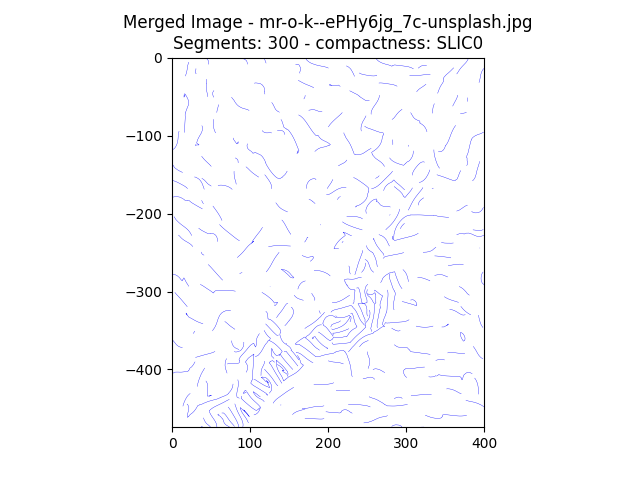 Merged Image - mr-o-k--ePHy6jg_7c-unsplash.jpg
Segments: 300 - compactness: SLIC0
0
−100
−200
−300
−400
0 100 200 300 400